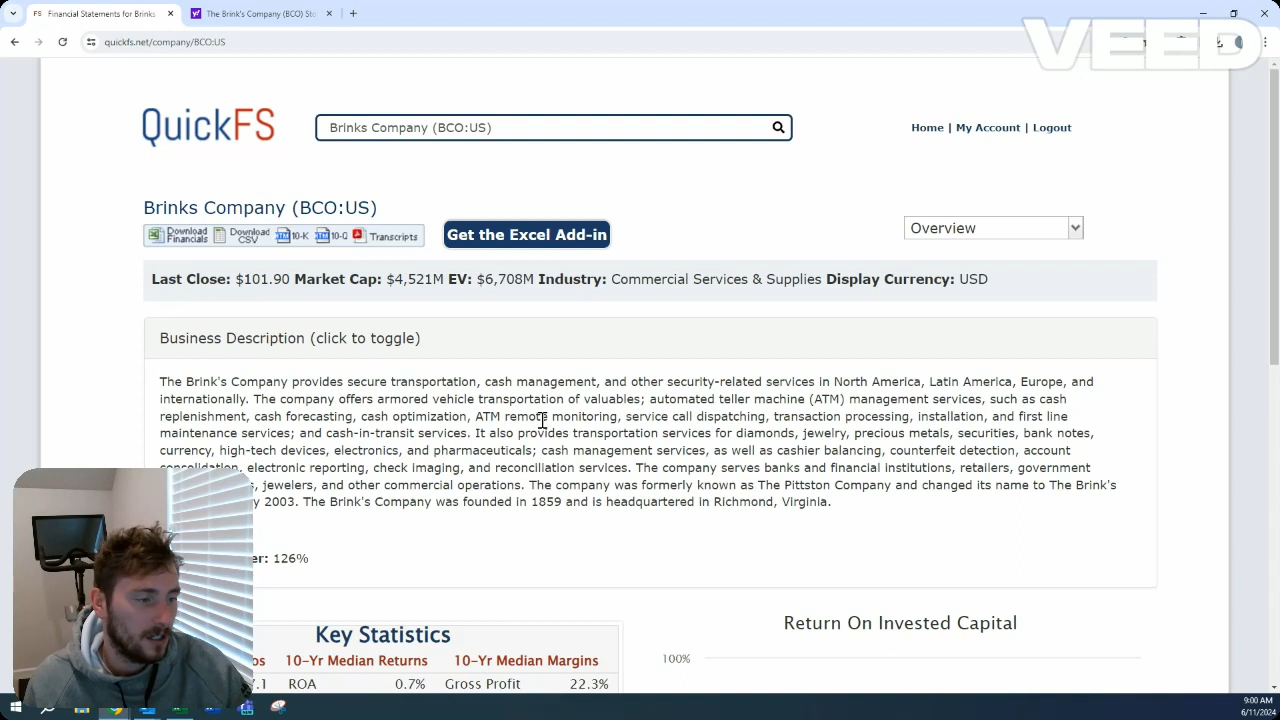 FS Financial Statements for Brinks
The Brink's Company (BCO) Sto
quickfs.net/company/BCO:US
VEED
QuickFS
Brinks Company (BCO:US)
Home | My Account | Logout
Brinks Company (BCO:US)
Download Financials
Download CSV
10-K
10-Q
Transcripts
Get the Excel Add-in
Overview
Last Close: $101.90 Market Cap: $4,521M EV: $6,708M Industry: Commercial Services & Supplies Display Currency: USD
Business Description (click to toggle)
The Brink's Company provides secure transportation, cash management, and other security-related services in North America, Latin America, Europe, and
internationally. The company offers armored vehicle transportation of valuables; automated teller machine (ATM) management services, such as cash
replenishment, cash forecasting, cash optimization, ATM remote monitoring, service call dispatching, transaction processing, installation, and first line
maintenance services; and cash-in-transit services. It also provides transportation services for diamonds, jewelry, precious metals, securities, bank notes,
currency, high-tech devices, electronics, and pharmaceuticals; cash management services, as well as cashier balancing, counterfeit detection, account
electronic reporting, check imaging, and reconciliation services. The company serves banks and financial institutions, retailers, government
jewelers, and other commercial operations. The company was formerly known as The Pittston Company and changed its name to The Brink's
2003. The Brink's Company was founded in 1859 and is headquartered in Richmond, Virginia.
126%
Key Statistics
10-Yr Median Returns
10-Yr Median Margins
ROA 0.7%
Gross Profit 22.3%
Return On Invested Capital
100%
9:00 AM
6/11/2024